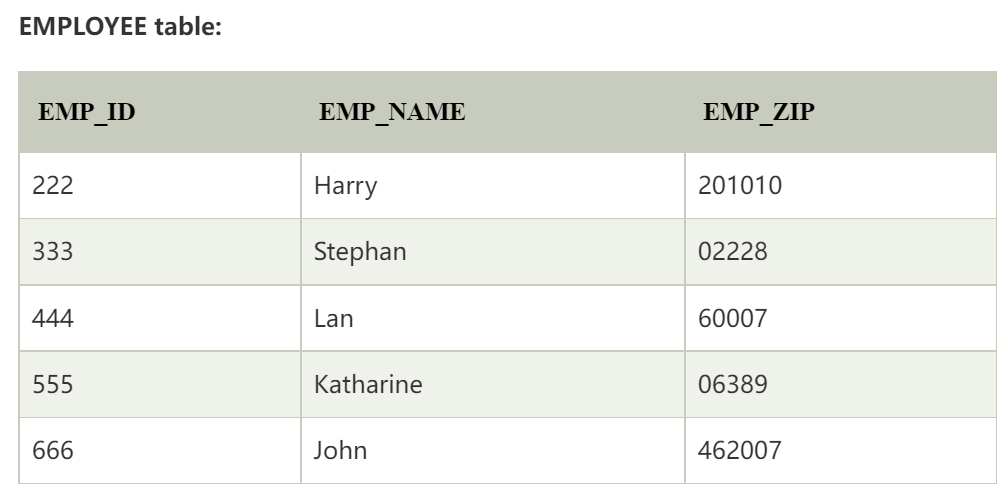 EMPLOYEE table:
EMP_ID EMP_NAME EMP_ZIP
222 Harry 201010
333 Stephan 02228
444 Lan 60007
555 Katharine 06389
666 John 462007